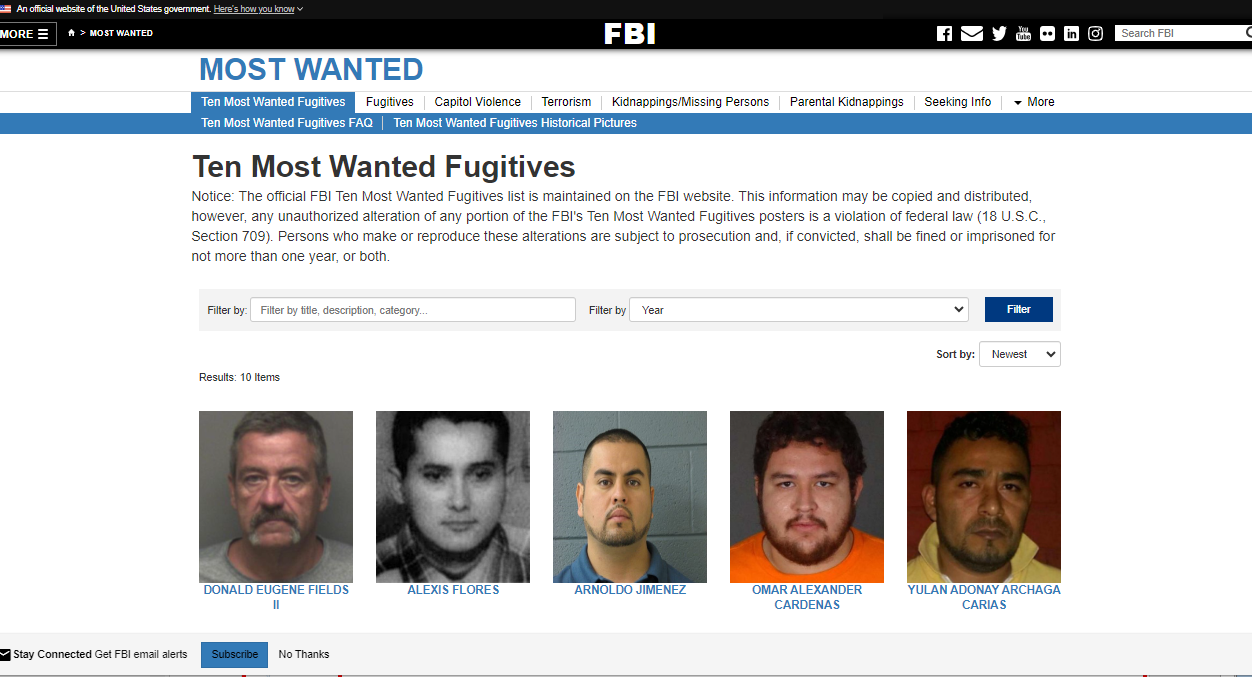 An official website of the United States government. Here's how you know
MORE
> MOST WANTED
FBI
You
Tube
in
Search FBI
MOST WANTED
Ten Most Wanted Fugitives
Fugitives
Capitol Violence
Terrorism
Kidnappings/Missing Persons
Parental Kidnappings
Seeking Info
More
Ten Most Wanted Fugitives FAQ
Ten Most Wanted Fugitives Historical Pictures
Ten Most Wanted Fugitives
Notice: The official FBI Ten Most Wanted Fugitives list is maintained on the FBI website. This information may be copied and distributed,
however, any unauthorized alteration of any portion of the FBI's Ten Most Wanted Fugitives posters is a violation of federal law (18 U.S.C.,
Section 709). Persons who make or reproduce these alterations are subject to prosecution and, if convicted, shall be fined or imprisoned for
not more than one year, or both.
Filter by: Filter by title, description, category...
Filter by Year
Filter
Sort by: Newest
Results: 10 Items
DONALD EUGENE FIELDS
II
ALEXIS FLORES
ARNOLDO JIMENEZ
OMAR ALEXANDER
CARDENAS
YULAN ADONAY ARCHAGA
CARIAS
Stay Connected Get FBI email alerts
Subscribe
No Thanks